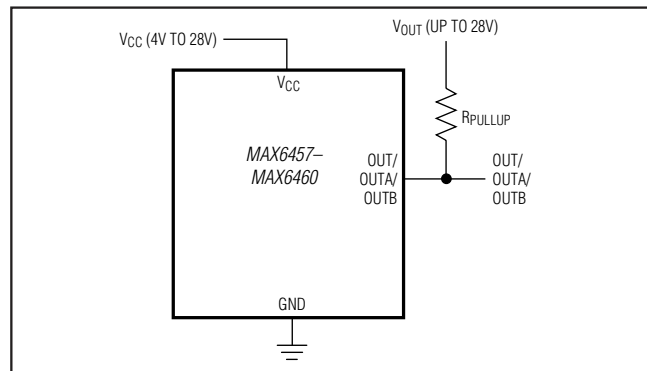 VCC (4V TO 28V)
VOUT (UP TO 28V)
VCC
RPULLUP
MAX6457–
MAX6460
OUT/
OUTA/
OUTB
OUT/
OUTA/
OUTB
GND